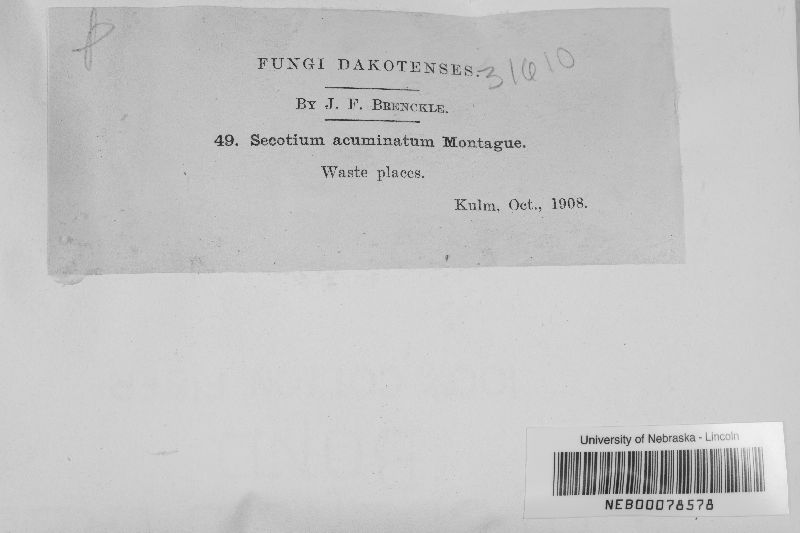 FUNGI DAKOTENSES.
31610
BY J. F. BRENCKLE.
49. Secotium acuminatum Montague.
Waste places.
Kulm, Oct., 1908.
University of Nebraska - Lincoln
NEB00078578